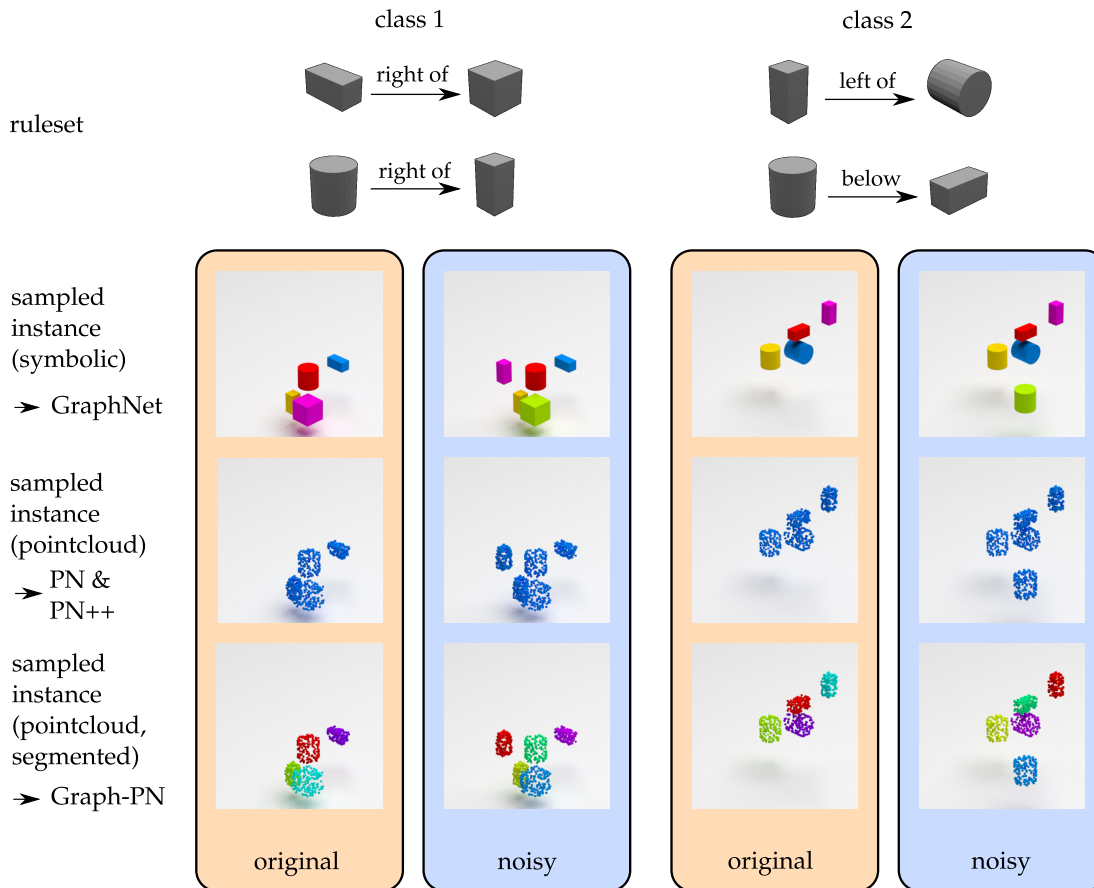 class 1
class 2
right of
left of
ruleset
right of
below
sampled
instance
(symbolic)
→ GraphNet
sampled
instance
(pointcloud)
→ PN &
PN++
sampled
instance
(pointcloud,
segmented)
→ Graph-PN
original
noisy
original
noisy